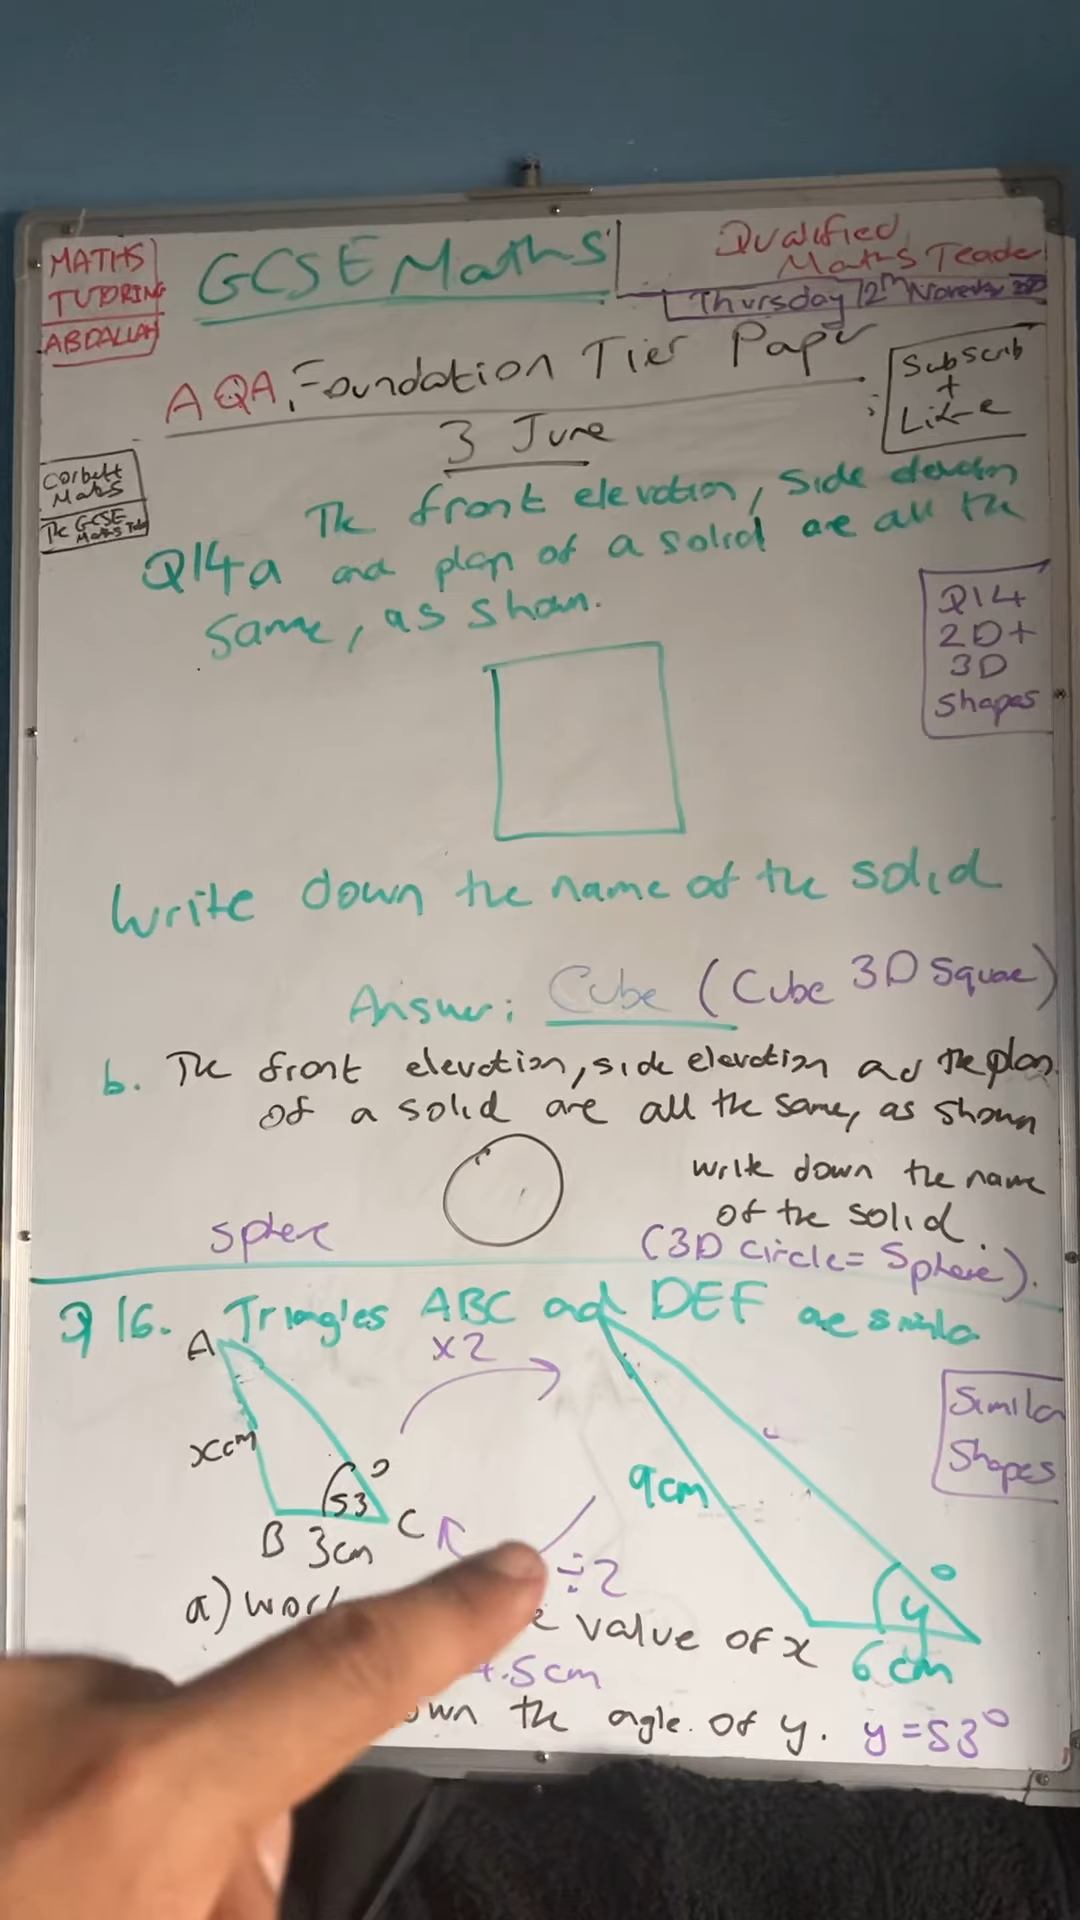 MATHS
TUTORING
ABDALLAH
GCSE Maths
Qualified
Maths Teacher
Thursday 12th November
AQA Foundation Tier Paper
3 June
Subscrib
+
Like
Corbett
Maths
The GCSE
Maths Tutor
The front elevation, side elevation
Q14a and plan of a solid are all the
same, as shown.
Q14
2D+
3D
Shapes
Write down the name of the solid
Answer: Cube (Cube 3D Square)
b. The front elevation, side elevation and the plan
of a solid are all the same, as shown
write down the name
of the solid.
Sphere
(3D circle = Sphere).
Q16. Triangles ABC and DEF are similar
A
x2
xcm
53°
B
3cm
C
9cm
÷2
y°
6cm
Similar
Shapes
a) value of x
4.5cm
the angle of y. y=53°